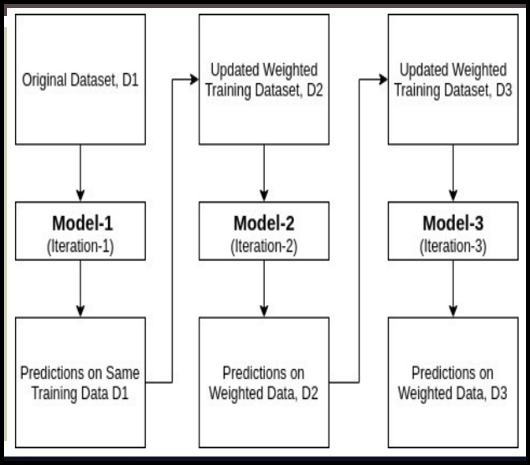 Original Dataset, D1
Model-1
(Iteration-1)
Predictions on Same
Training Data D1
Updated Weighted
Training Dataset, D2
Model-2
(Iteration-2)
Predictions on
Weighted Data, D2
Updated Weighted
Training Dataset, D3
Model-3
(Iteration-3)
Predictions on
Weighted Data, D3